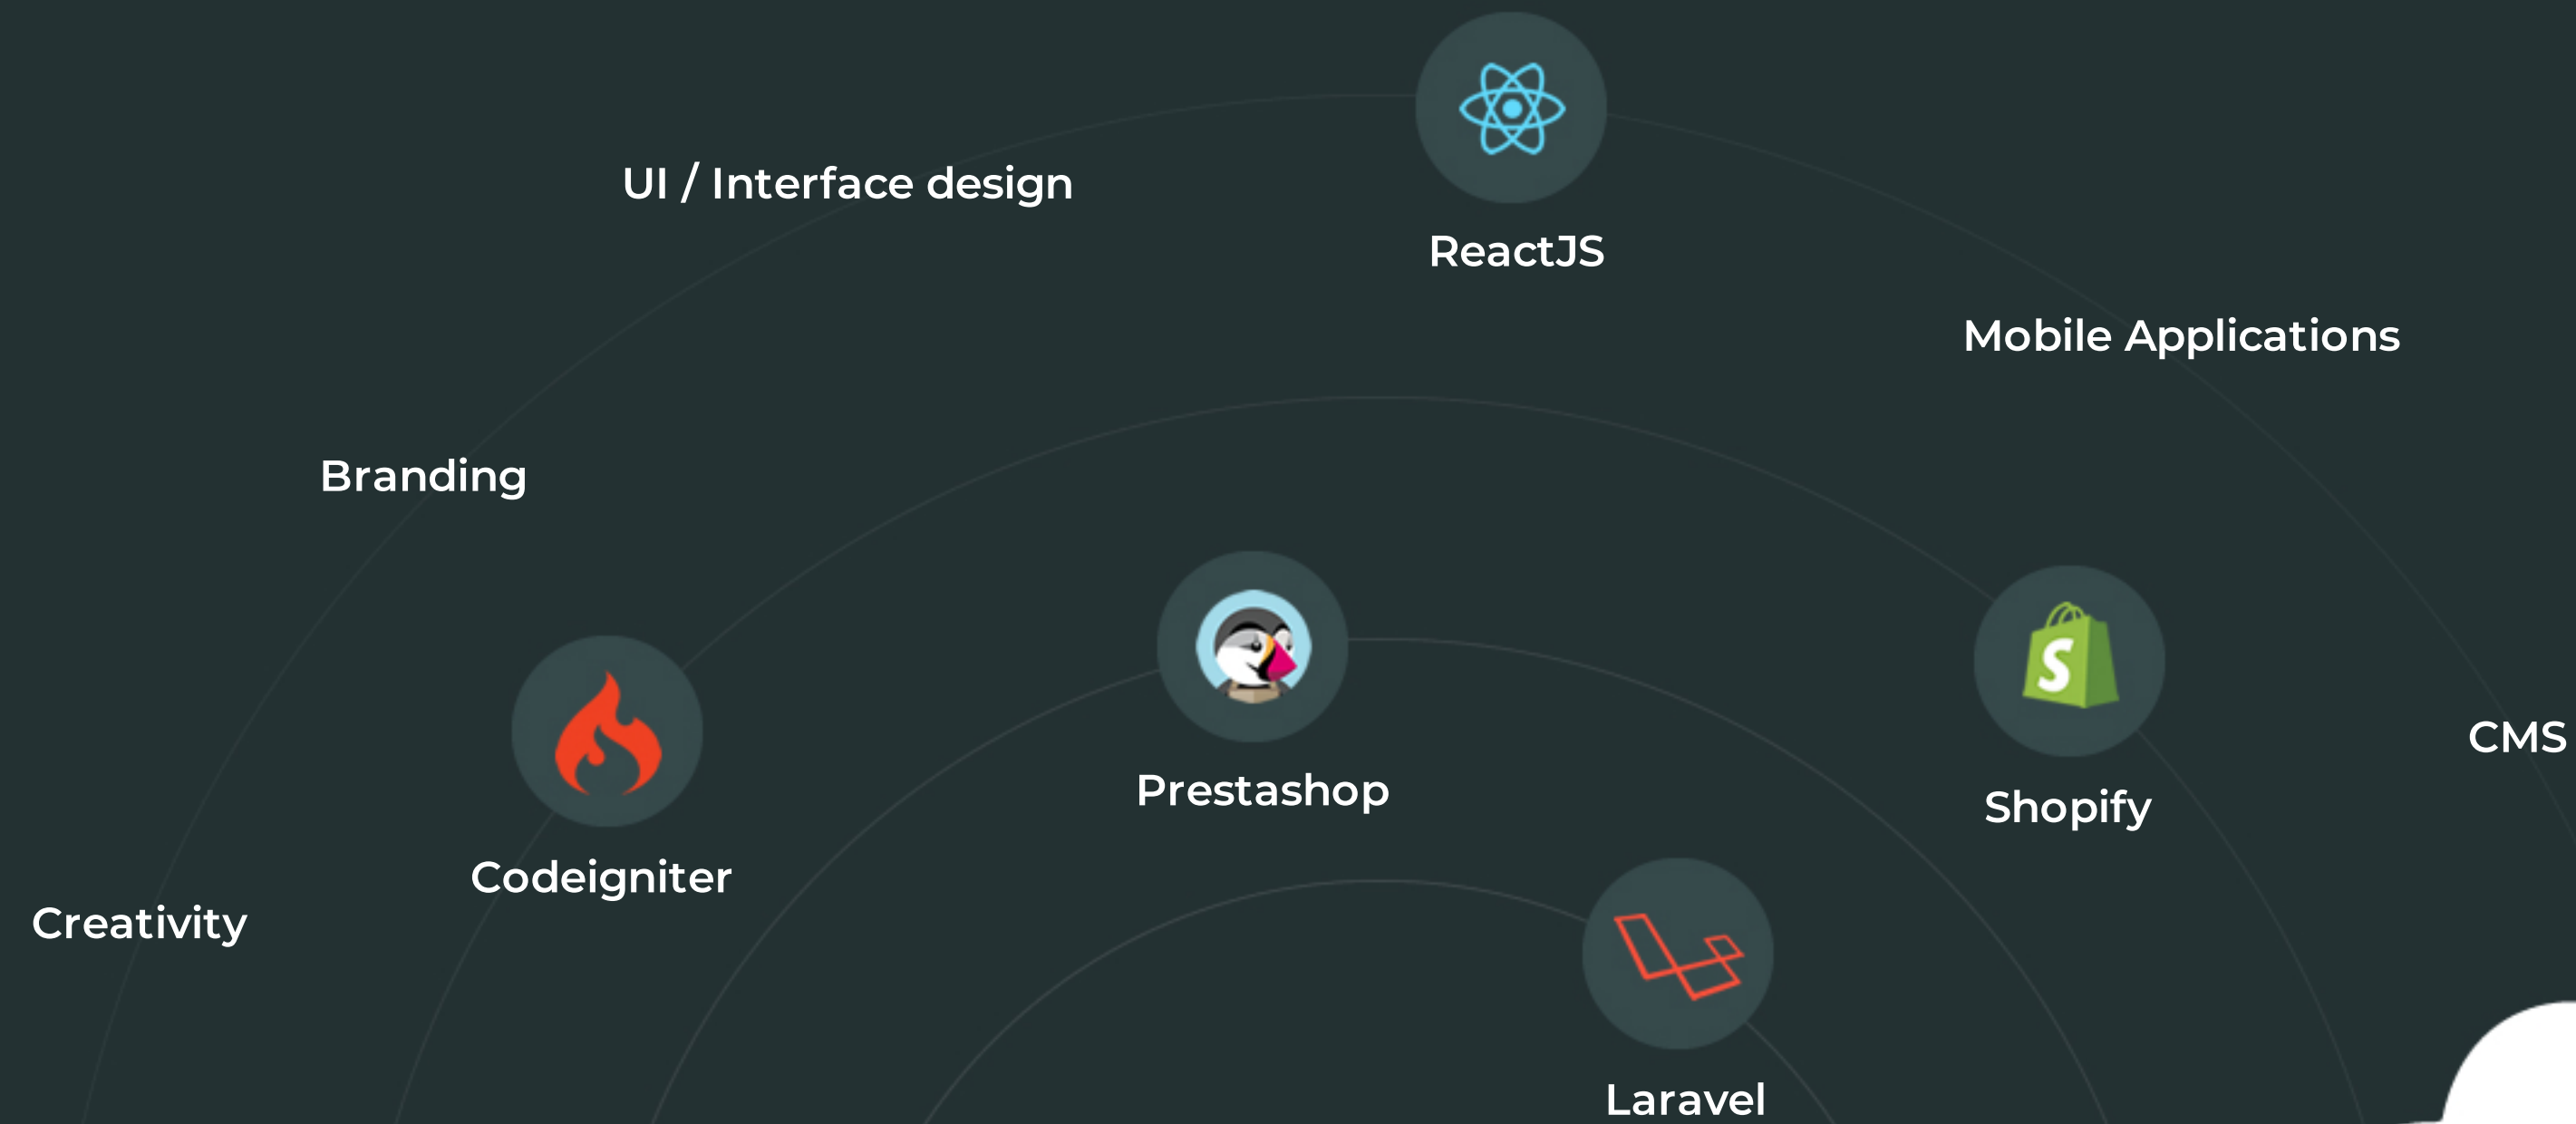 UI / Interface design
ReactJS
Mobile Applications
Branding
Prestashop
Shopify
CMS
Codeigniter
Creativity
Laravel